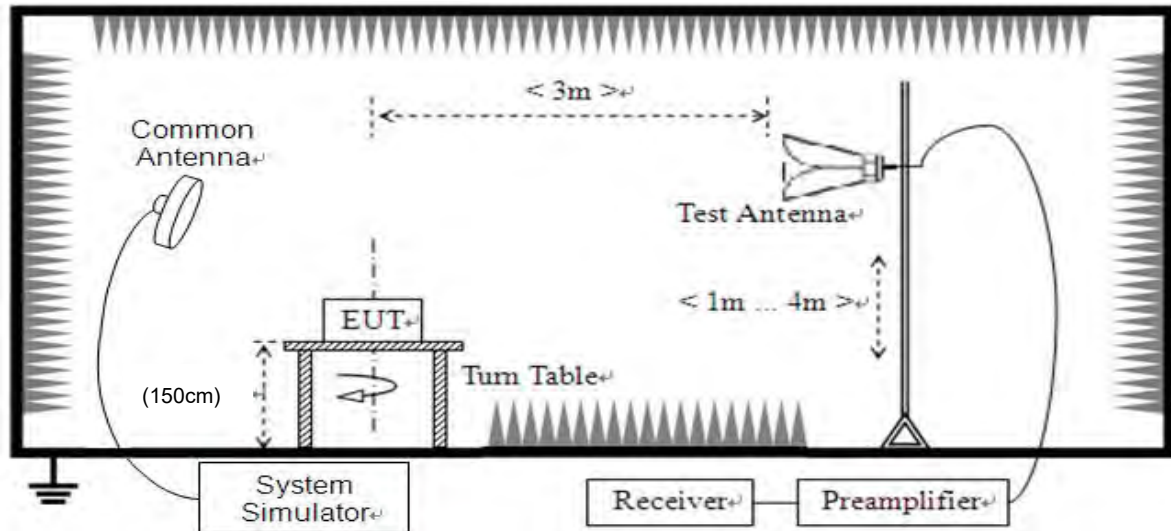 < 3m >↵
Common
Antenna↵
Test Antenna↵
< 1m ... 4m >↵
EUT↵
Turn Table↵
(150cm)
System
Simulator↵
Receiver↵
Preamplifier↵